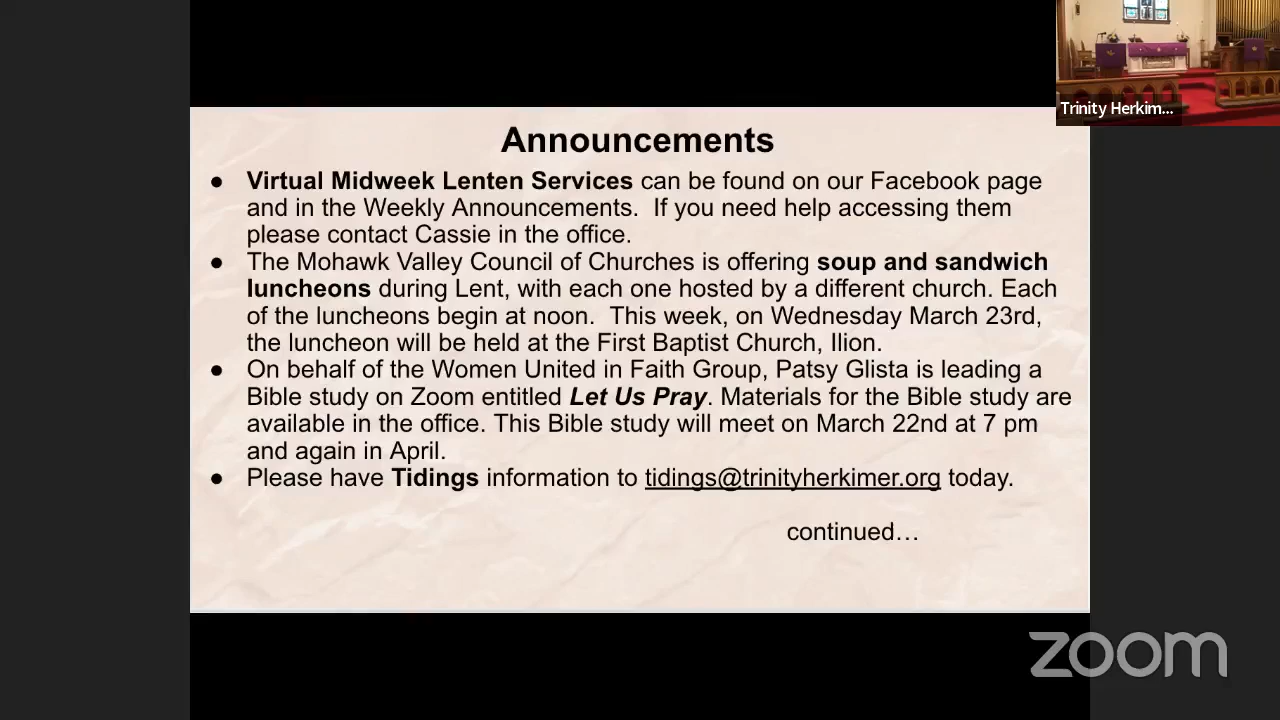 Trinity Herkim...
Announcements
● Virtual Midweek Lenten Services can be found on our Facebook page
and in the Weekly Announcements.  If you need help accessing them
please contact Cassie in the office.
● The Mohawk Valley Council of Churches is offering soup and sandwich
luncheons during Lent, with each one hosted by a different church. Each
of the luncheons begin at noon.  This week, on Wednesday March 23rd,
the luncheon will be held at the First Baptist Church, Ilion.
● On behalf of the Women United in Faith Group, Patsy Glista is leading a
Bible study on Zoom entitled Let Us Pray. Materials for the Bible study are
available in the office. This Bible study will meet on March 22nd at 7 pm
and again in April.
● Please have Tidings information to tidings@trinityherkimer.org today.
continued…
zoom